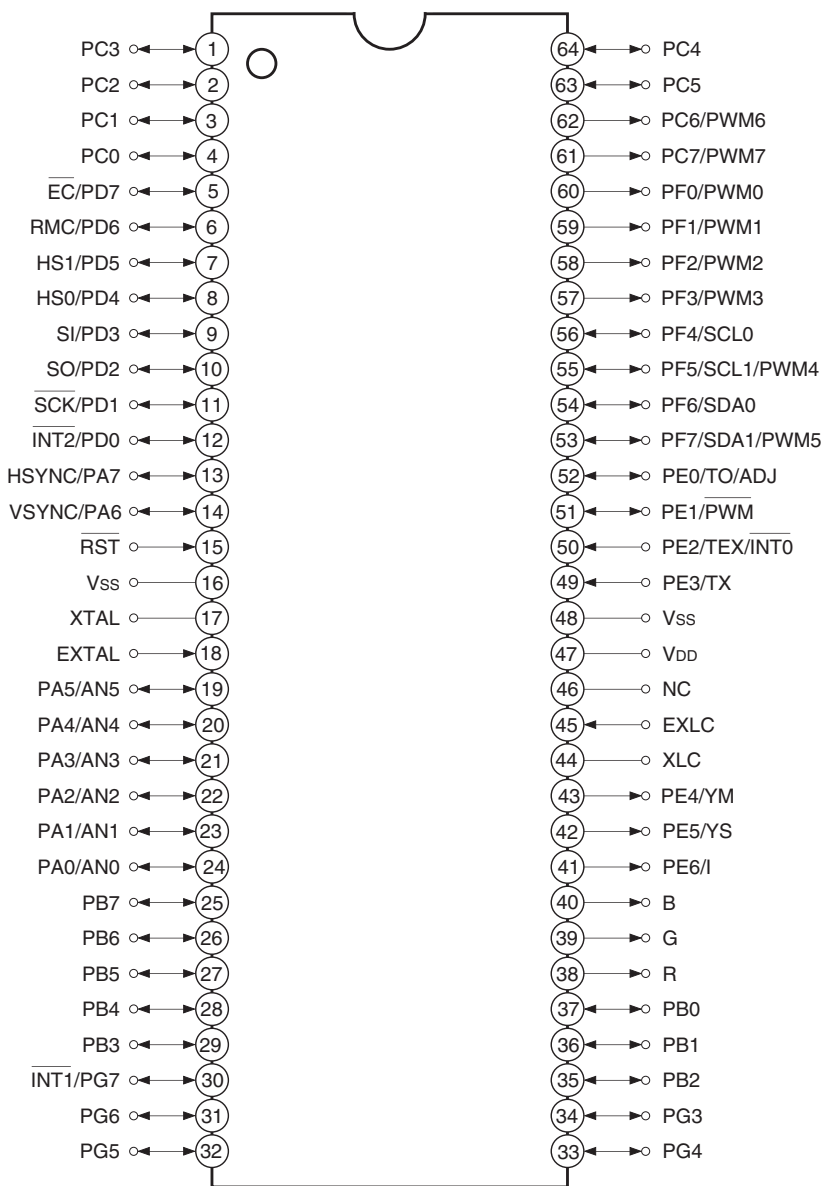 PC3 1 64 PC4
PC2 2 63 PC5
PC1 3 62 PC6/PWM6
PC0 4 61 PC7/PWM7
E̅C̅/PD7 5 60 PF0/PWM0
RMC/PD6 6 59 PF1/PWM1
HS1/PD5 7 58 PF2/PWM2
HS0/PD4 8 57 PF3/PWM3
SI/PD3 9 56 PF4/SCL0
SO/PD2 10 55 PF5/SCL1/PWM4
S̅C̅K̅/PD1 11 54 PF6/SDA0
I̅N̅T̅2̅/PD0 12 53 PF7/SDA1/PWM5
HSYNC/PA7 13 52 PE0/TO/ADJ
VSYNC/PA6 14 51 PE1/P̅W̅M̅
R̅S̅T̅ 15 50 PE2/TEX/I̅N̅T̅0̅
Vss 16 49 PE3/TX
XTAL 17 48 Vss
EXTAL 18 47 VDD
PA5/AN5 19 46 NC
PA4/AN4 20 45 EXLC
PA3/AN3 21 44 XLC
PA2/AN2 22 43 PE4/YM
PA1/AN1 23 42 PE5/YS
PA0/AN0 24 41 PE6/I
PB7 25 40 B
PB6 26 39 G
PB5 27 38 R
PB4 28 37 PB0
PB3 29 36 PB1
I̅N̅T̅1̅/PG7 30 35 PB2
PG6 31 34 PG3
PG5 32 33 PG4